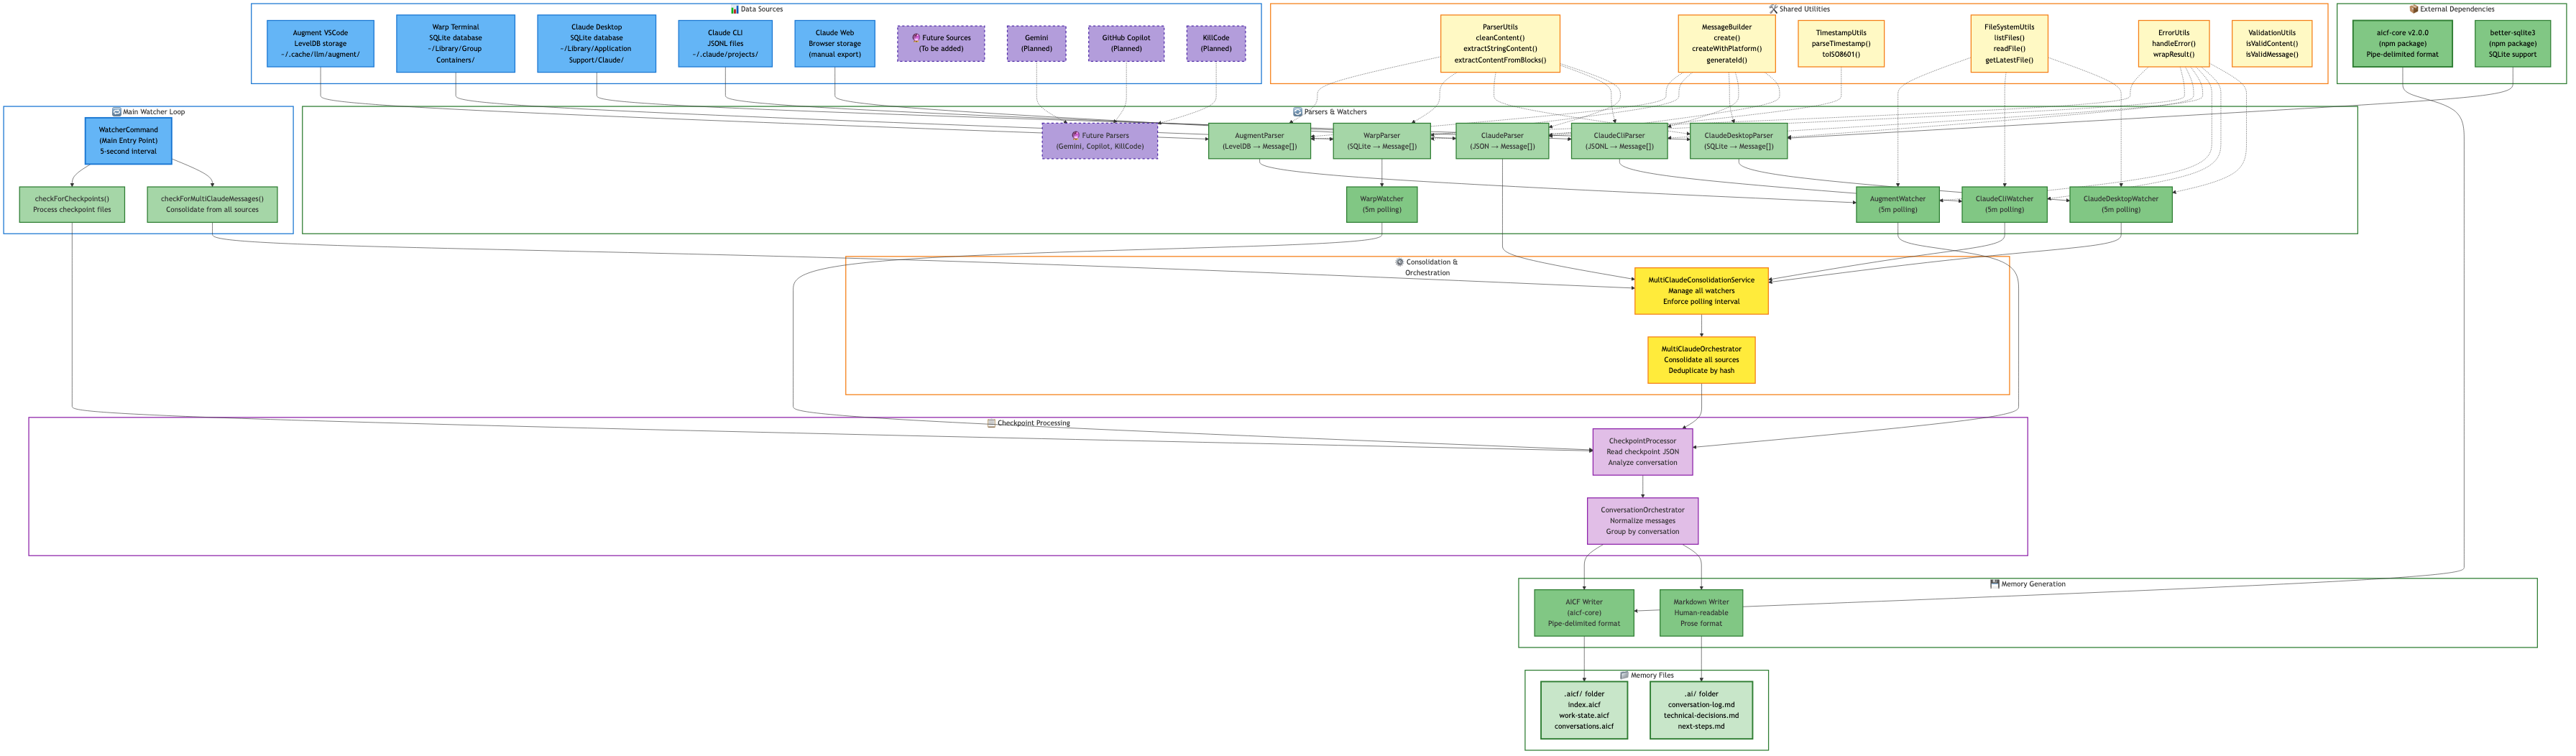 📊 Data Sources
Augment VSCode
LevelDB storage
~/.cache/llm/augment/
Warp Terminal
SQLite database
~/Library/Group
Containers/
Claude Desktop
SQLite database
~/Library/Application
Support/Claude/
Claude CLI
JSONL files
~/.claude/projects/
Claude Web
Browser storage
(manual export)
🔮 Future Sources
(To be added)
Gemini
(Planned)
GitHub Copilot
(Planned)
KillCode
(Planned)
🛠️ Shared Utilities
ParserUtils
cleanContent()
extractStringContent()
extractContentFromBlocks()
MessageBuilder
create()
createWithPlatform()
generateId()
TimestampUtils
parseTimestamp()
toISO8601()
FileSystemUtils
listFiles()
readFile()
getLatestFile()
ErrorUtils
handleError()
wrapResult()
ValidationUtils
isValidContent()
isValidMessage()
📦 External Dependencies
aicf-core v2.0.0
(npm package)
Pipe-delimited format
better-sqlite3
(npm package)
SQLite support
🔄 Main Watcher Loop
WatcherCommand
(Main Entry Point)
5-second interval
checkForCheckpoints()
Process checkpoint files
checkForMultiClaudeMessages()
Consolidate from all sources
🔄 Parsers & Watchers
🔮 Future Parsers
(Gemini, Copilot, KillCode)
AugmentParser
(LevelDB → Message[])
WarpParser
(SQLite → Message[])
ClaudeParser
(JSON → Message[])
ClaudeCliParser
(JSONL → Message[])
ClaudeDesktopParser
(SQLite → Message[])
WarpWatcher
(5m polling)
AugmentWatcher
(5m polling)
ClaudeCliWatcher
(5m polling)
ClaudeDesktopWatcher
(5m polling)
⚙️ Consolidation &
Orchestration
MultiClaudeConsolidationService
Manage all watchers
Enforce polling interval
MultiClaudeOrchestrator
Consolidate all sources
Deduplicate by hash
📋 Checkpoint Processing
CheckpointProcessor
Read checkpoint JSON
Analyze conversation
ConversationOrchestrator
Normalize messages
Group by conversation
💾 Memory Generation
AICF Writer
(aicf-core)
Pipe-delimited format
Markdown Writer
Human-readable
Prose format
📁 Memory Files
.aicf/ folder
index.aicf
work-state.aicf
conversations.aicf
.ai/ folder
conversation-log.md
technical-decisions.md
next-steps.md